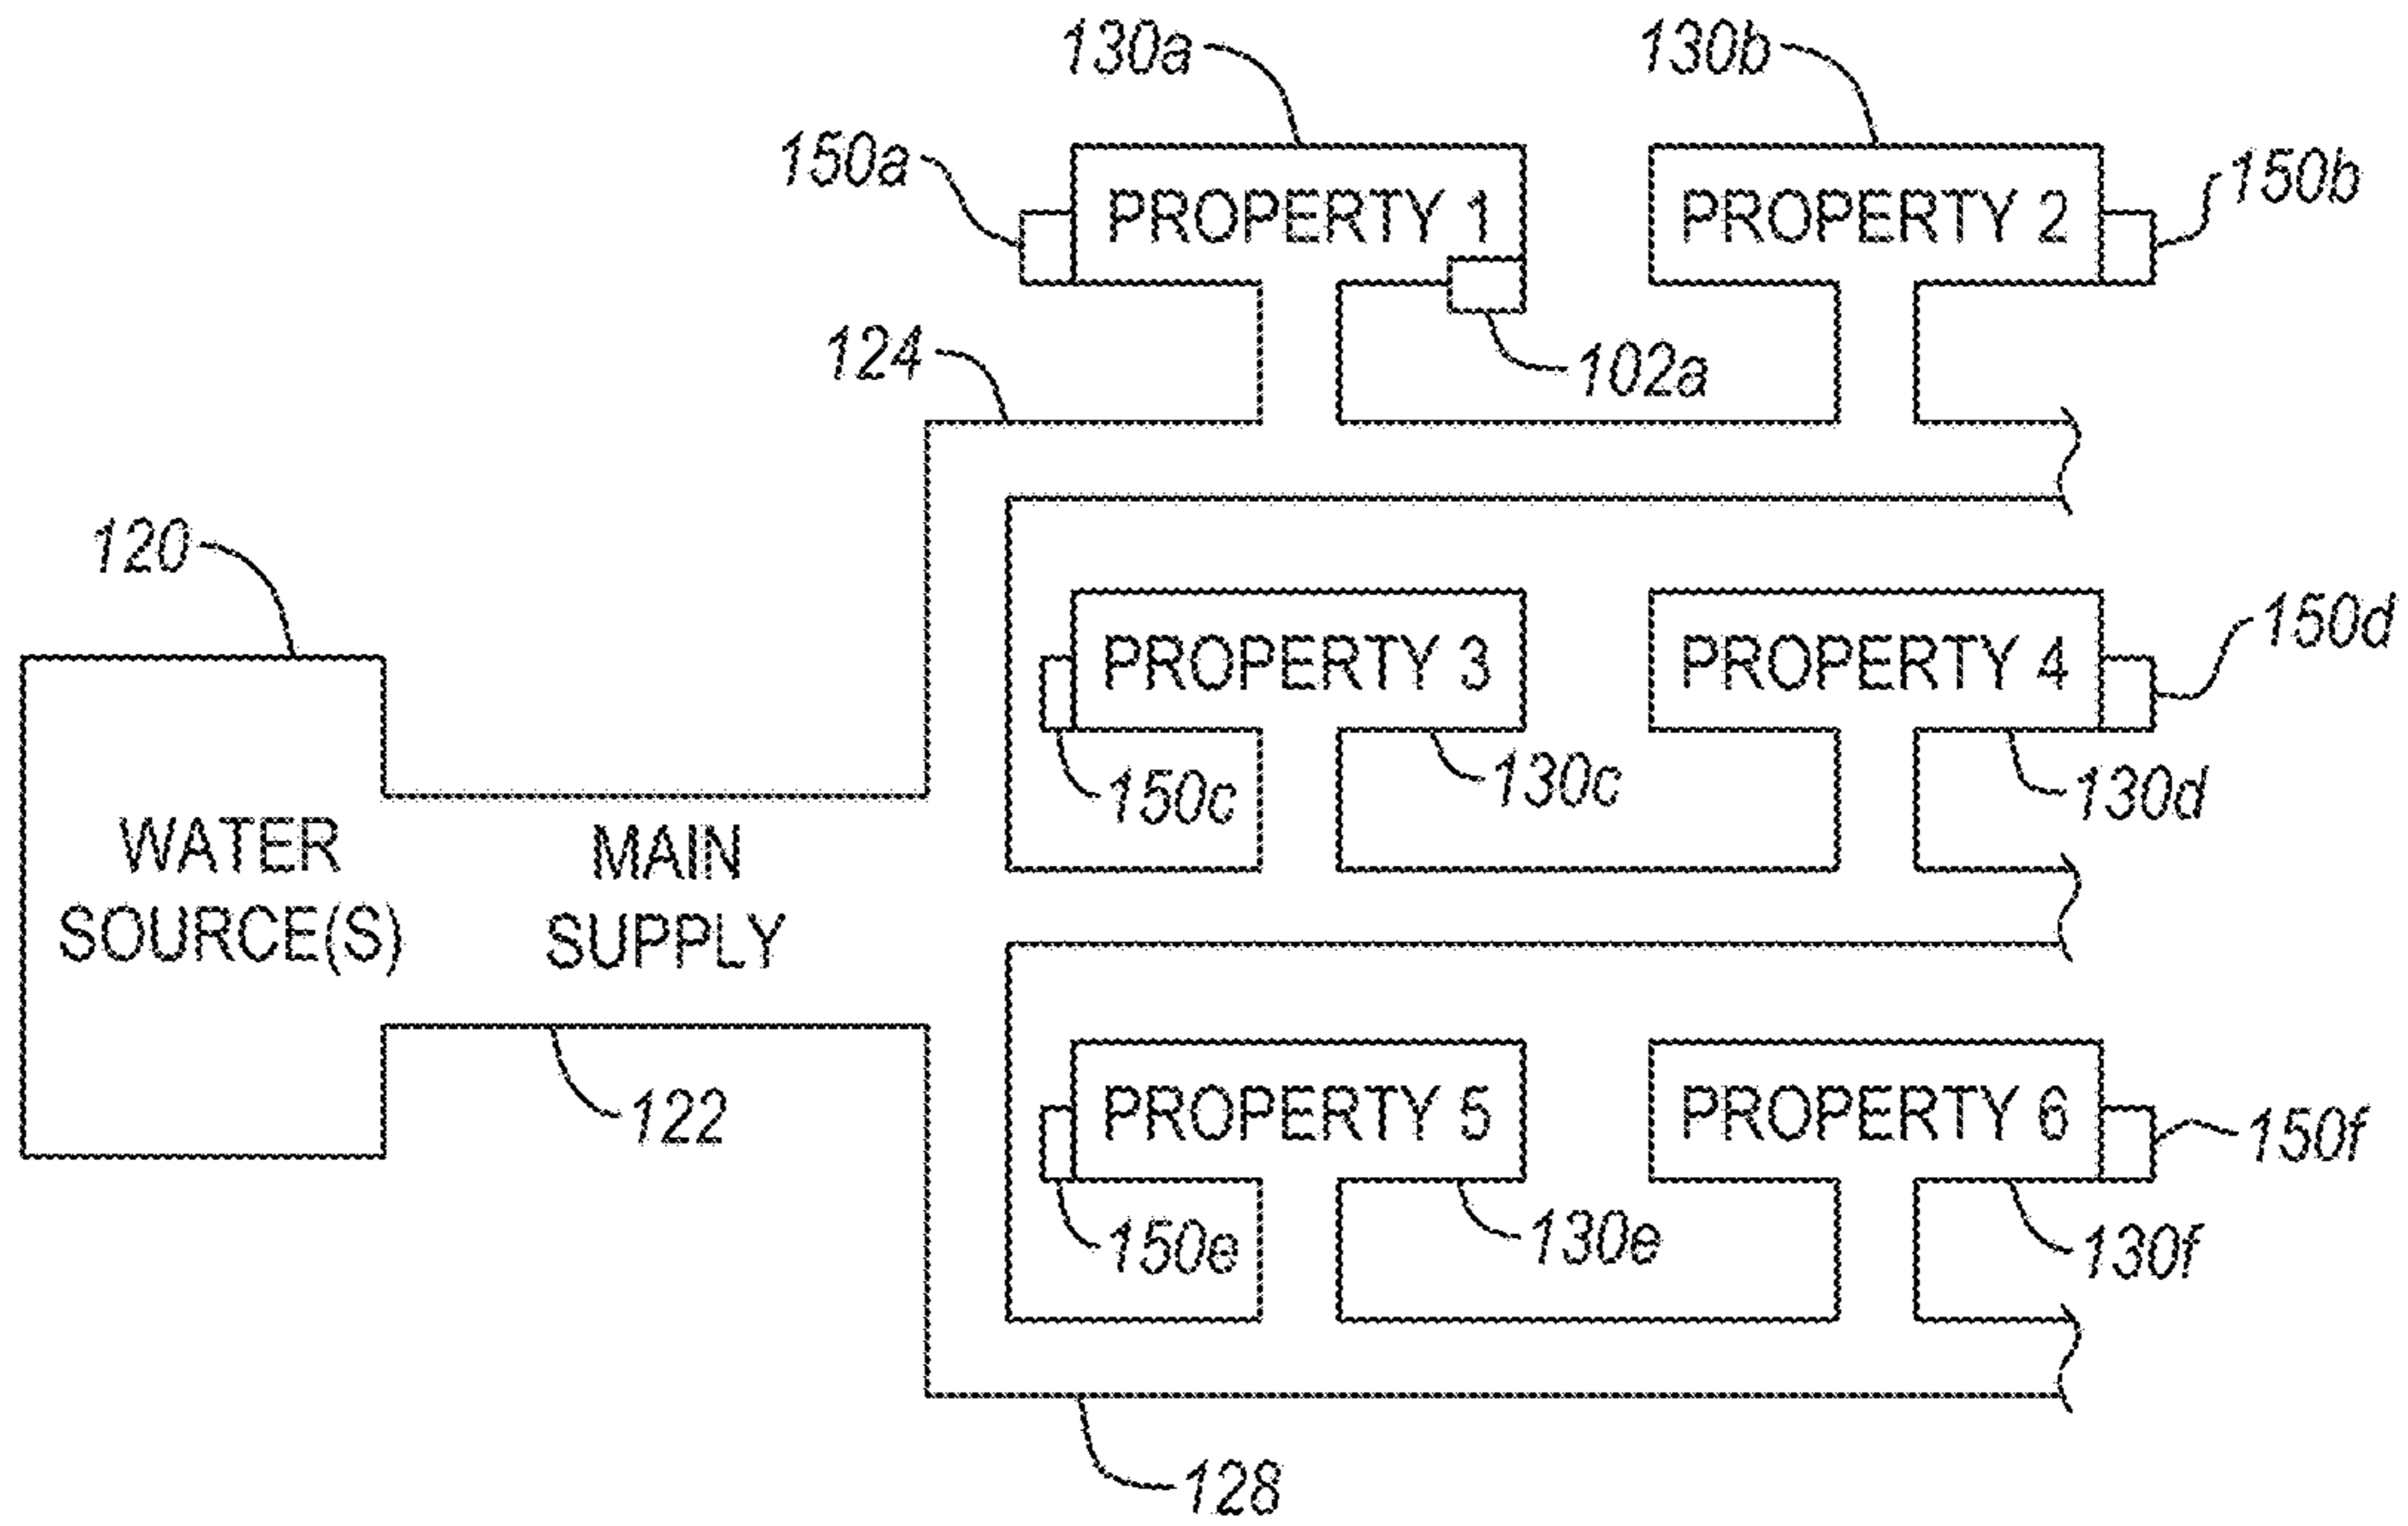 130a
130b
150a
PROPERTY 1
PROPERTY 2
150b
124
102a
120
150d
PROPERTY 3
PROPERTY 4
150c
130c
130d
WATER
SOURCE(S)
MAIN
SUPPLY
122
PROPERTY 5
PROPERTY 6
150f
150e
130e
130f
128